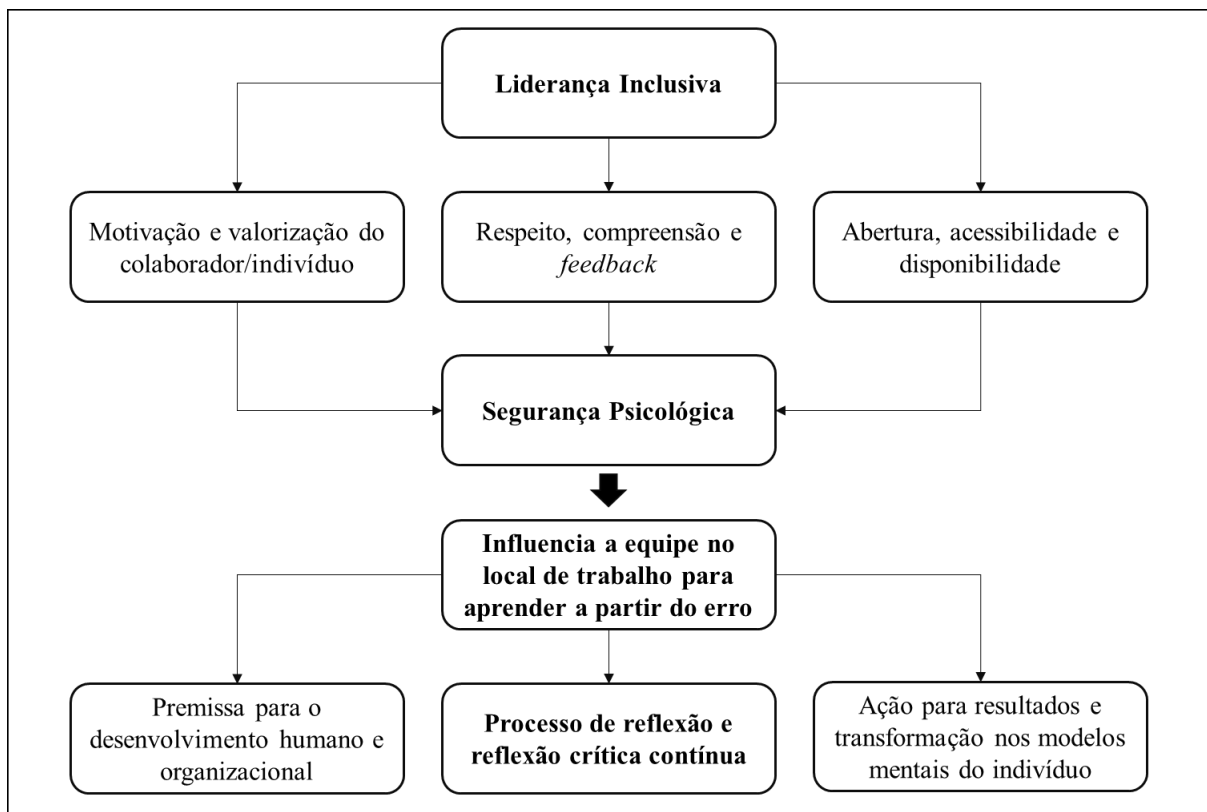 Liderança Inclusiva
Motivação e valorização do
colaborador/indivíduo
Respeito, compreensão e
feedback
Abertura, acessibilidade e
disponibilidade
Segurança Psicológica
Influencia a equipe no
local de trabalho para
aprender a partir do erro
Premissa para o
desenvolvimento humano e
organizacional
Processo de reflexão e
reflexão crítica contínua
Ação para resultados e
transformação nos modelos
mentais do indivíduo